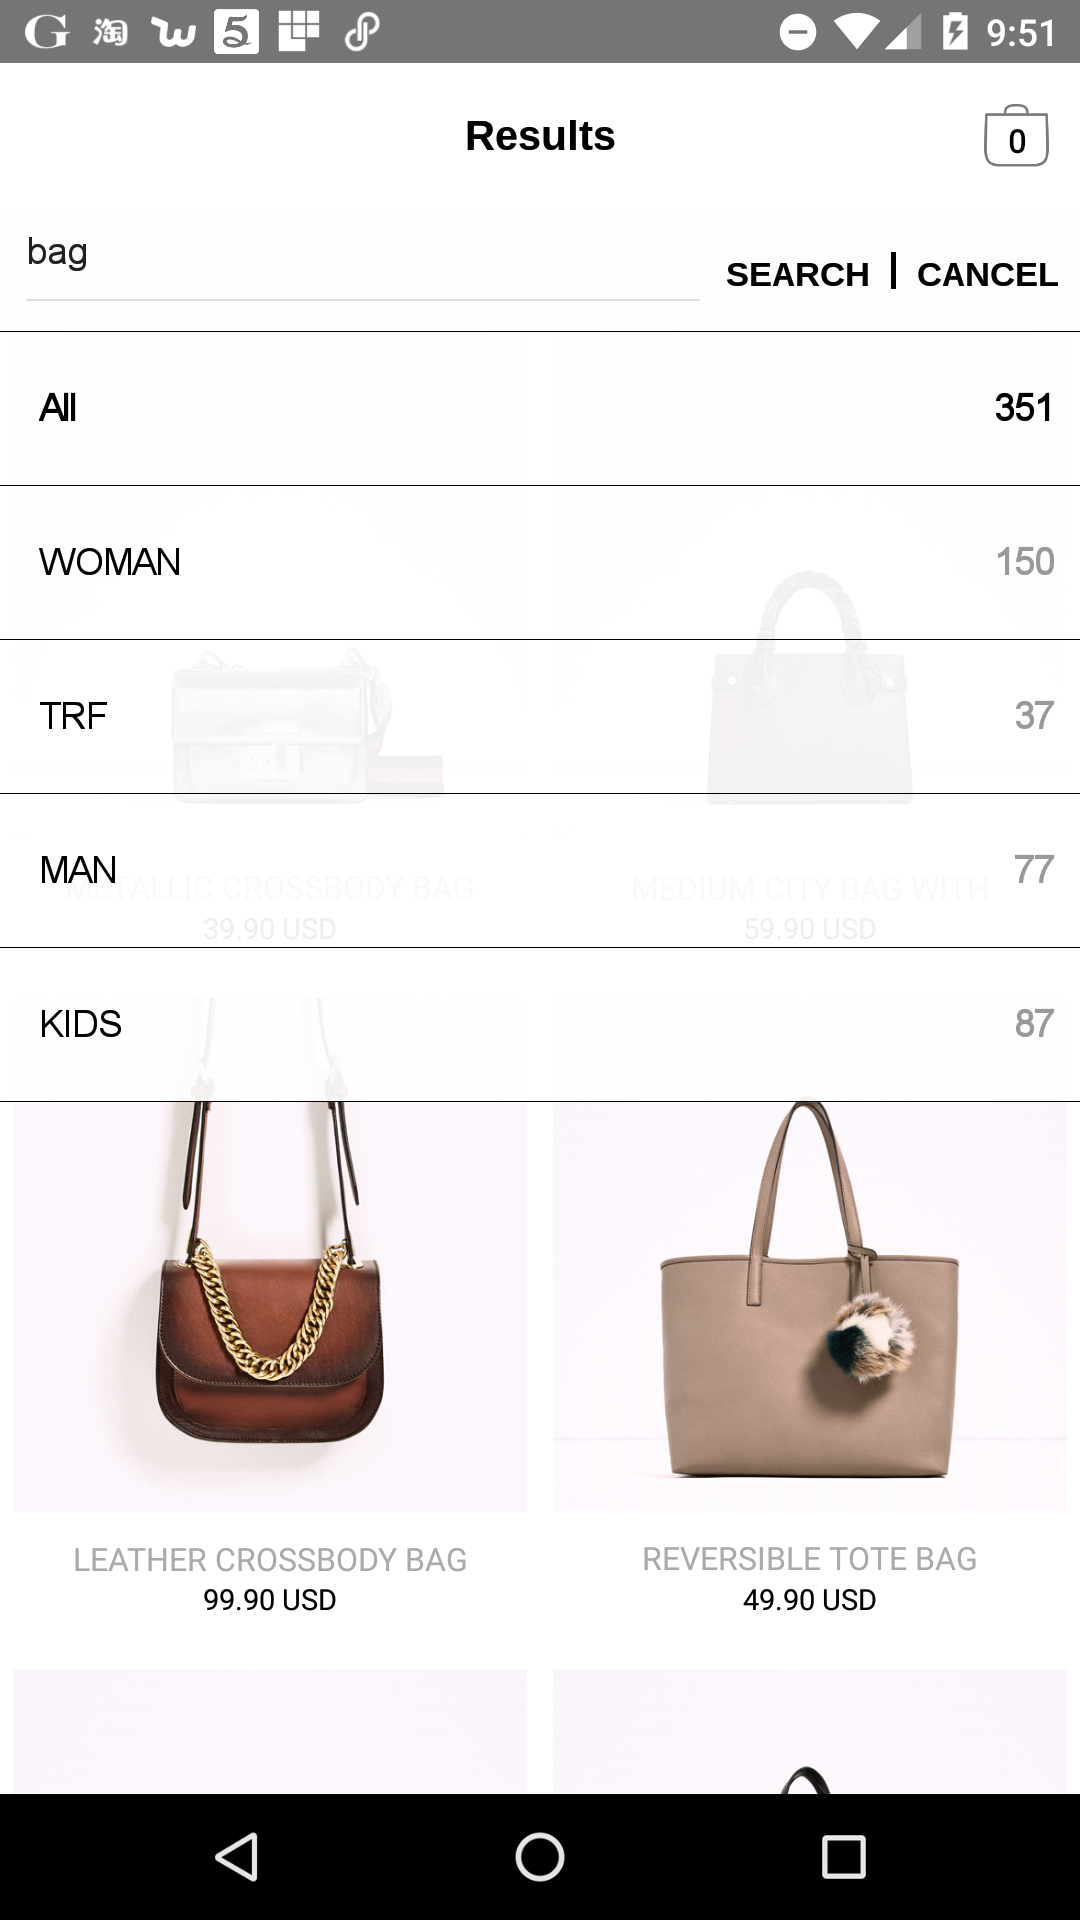 G 淘 w 5 9:51
Results
0
bag
SEARCH | CANCEL
All 351
WOMAN 150
TRF 37
MAN 77
METALLIC CROSSBODY BAG MEDIUM CITY BAG WITH
39.90 USD 59.90 USD
KIDS 87
LEATHER CROSSBODY BAG REVERSIBLE TOTE BAG
99.90 USD 49.90 USD